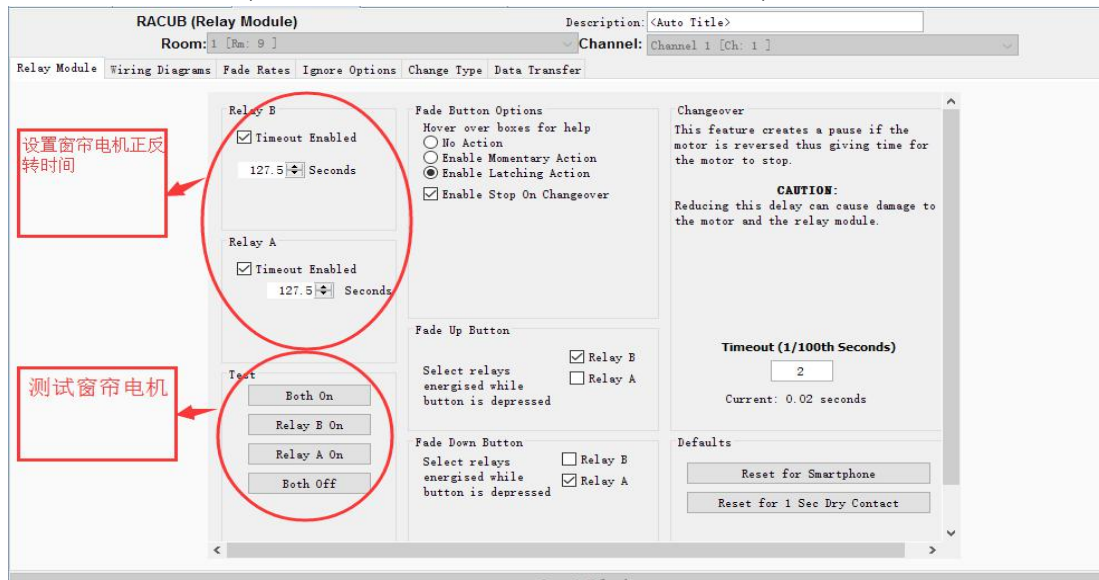 RACUB (Relay Module)
Description: <Auto Title>
Room: 1 [Rm: 9 ]
Channel: Channel 1 [Ch: 1 ]
Relay Module Wiring Diagrams Fade Rates Ignore Options Change Type Data Transfer
设置窗帘电机正反
转时间
测试窗帘电机
Relay B
Timeout Enabled
127.5 Seconds
Relay A
Timeout Enabled
127.5 Seconds
Test
Both On
Relay B On
Relay A On
Both Off
Fade Button Options
Hover over boxes for help
No Action
Enable Momentary Action
Enable Latching Action
Enable Stop On Changeover
Fade Up Button
Select relays
energised while
button is depressed
Relay B
Relay A
Fade Down Button
Select relays
energised while
button is depressed
Relay B
Relay A
Changeover
This feature creates a pause if the
motor is reversed thus giving time for
the motor to stop.
CAUTION:
Reducing this delay can cause damage to
the motor and the relay module.
Timeout (1/100th Seconds)
2
Current: 0.02 seconds
Defaults
Reset for Smartphone
Reset for 1 Sec Dry Contact